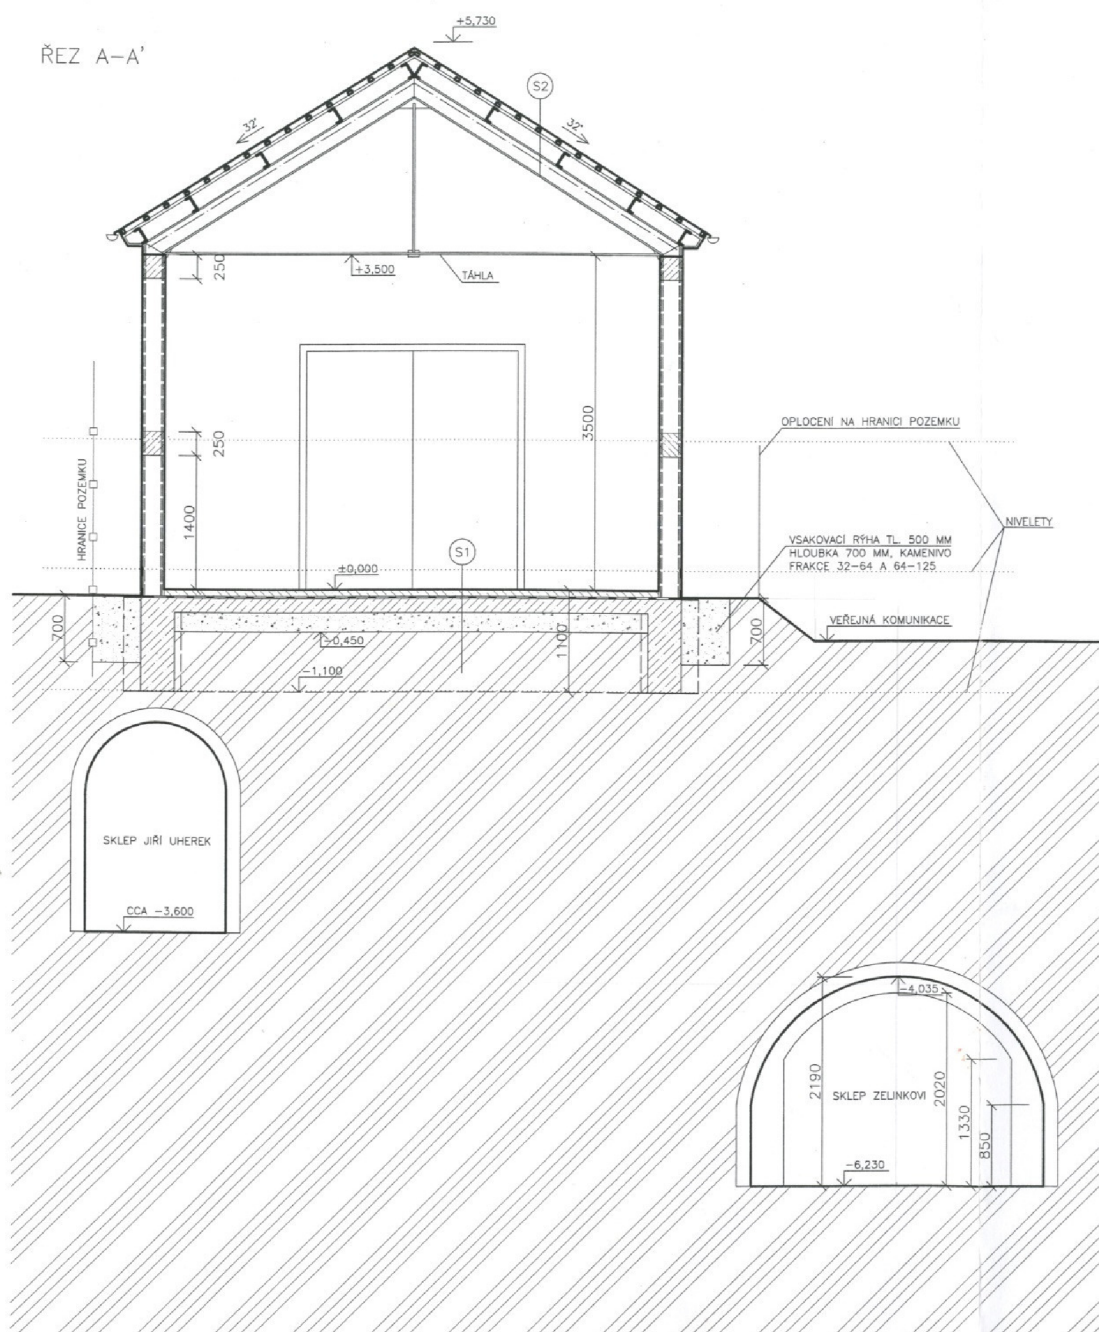 +5,730
ŘEZ A-A'
S2
32°
32°
250
+3,500
TÁHLA
3500
250
OPLOCENÍ NA HRANICI POZEMKU
HRANICE POZEMKU
1400
NIVELETY
S1
VSAKOVACÍ RÝHA TL. 500 MM
HLOUBKA 700 MM, KAMENIVO
FRAKCE 32-64 A 64-125
±0,000
700
-0,450
1100
700
VEŘEJNÁ KOMUNIKACE
-1,100
SKLEP JIŘÍ UHEREK
CCA -3,600
-4,035
2190
SKLEP ZELINKOVI
2020
1330
850
-6,230